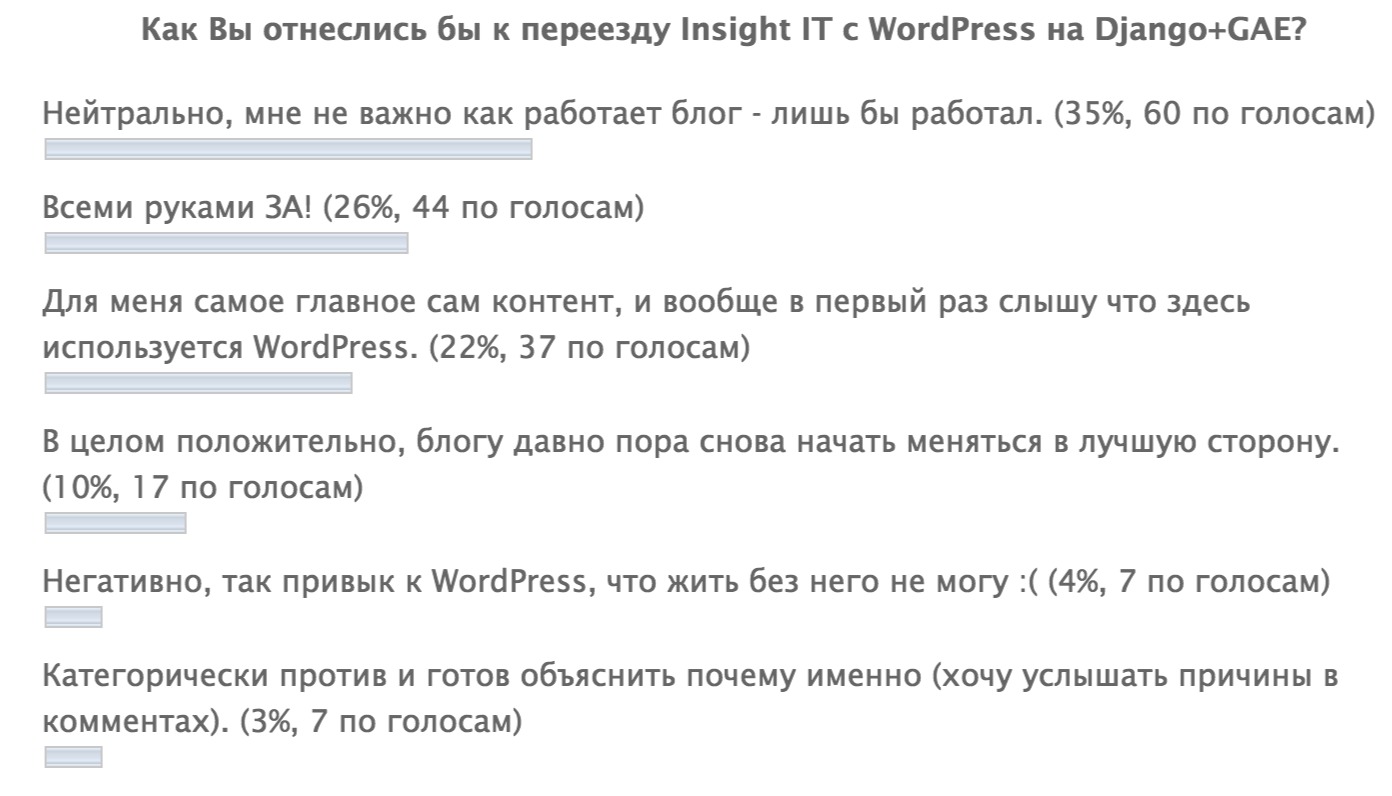 Как Вы отнеслись бы к переезду Insight IT с WordPress на Django+GAE?
Нейтрально, мне не важно как работает блог - лишь бы работал. (35%, 60 по голосам)
Всеми руками ЗА! (26%, 44 по голосам)
Для меня самое главное сам контент, и вообще в первый раз слышу что здесь
используется WordPress. (22%, 37 по голосам)
В целом положительно, блогу давно пора снова начать меняться в лучшую сторону.
(10%, 17 по голосам)
Негативно, так привык к WordPress, что жить без него не могу :( (4%, 7 по голосам)
Категорически против и готов объяснить почему именно (хочу услышать причины в
комментах). (3%, 7 по голосам)